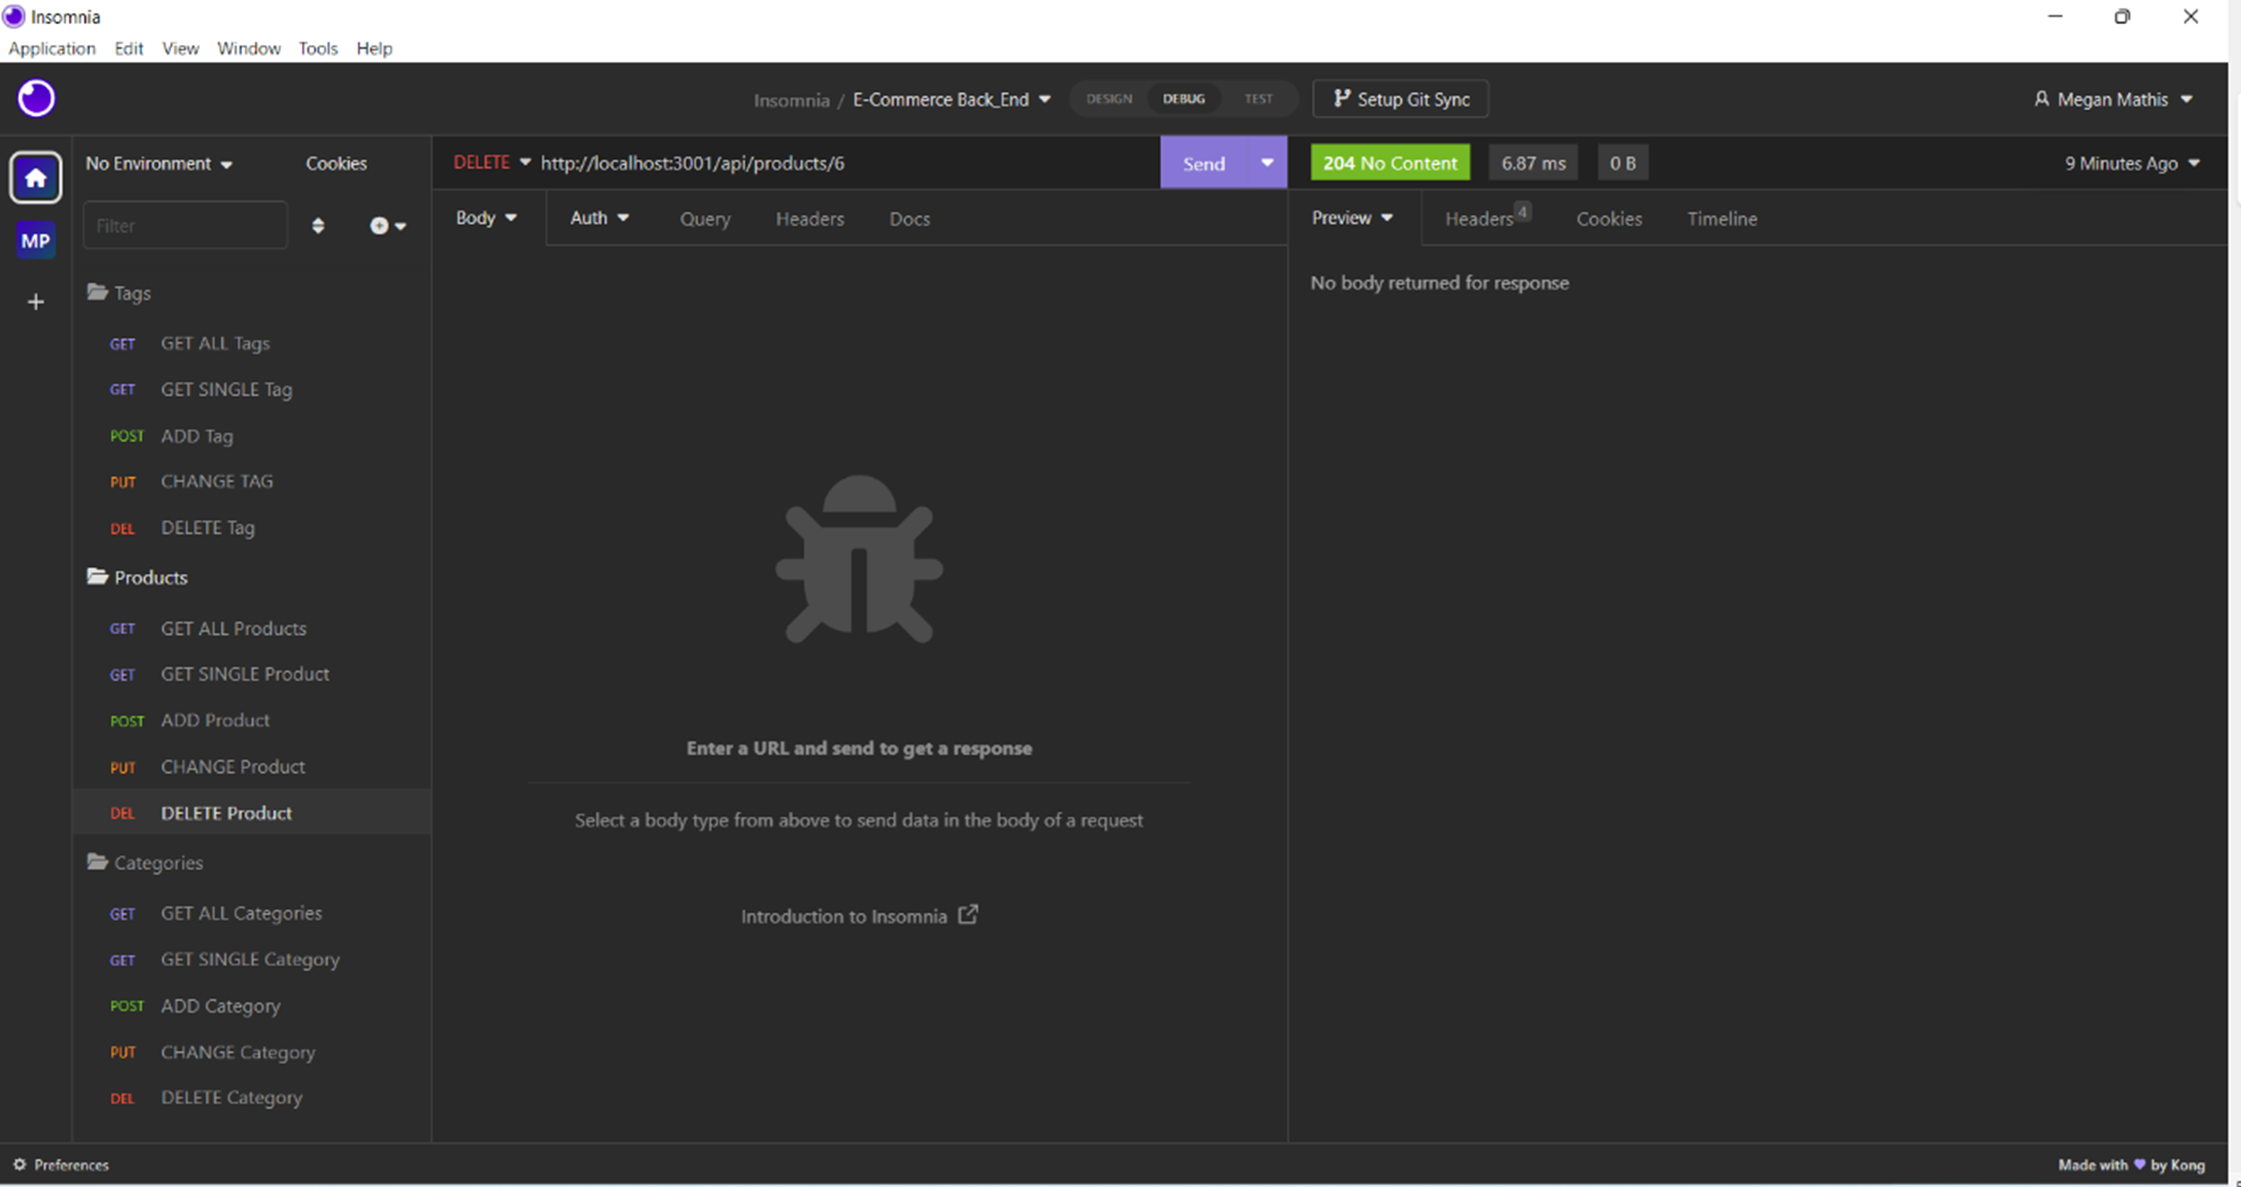 Insomnia
Application Edit View Window Tools Help
Insomnia / E-Commerce Back_End DESIGN DEBUG TEST Setup Git Sync Megan Mathis
No Environment Cookies
DELETE http://localhost:3001/api/products/6 Send
204 No Content 6.87 ms 0 B 9 Minutes Ago
MP
Filter
Body Auth Query Headers Docs
Preview Headers 4 Cookies Timeline
No body returned for response
Tags
GET GET ALL Tags
GET GET SINGLE Tag
POST ADD Tag
PUT CHANGE TAG
DEL DELETE Tag
Products
GET GET ALL Products
GET GET SINGLE Product
POST ADD Product
PUT CHANGE Product
DEL DELETE Product
Categories
GET GET ALL Categories
GET GET SINGLE Category
POST ADD Category
PUT CHANGE Category
DEL DELETE Category
Enter a URL and send to get a response
Select a body type from above to send data in the body of a request
Introduction to Insomnia
Preferences
Made with ♥ by Kong